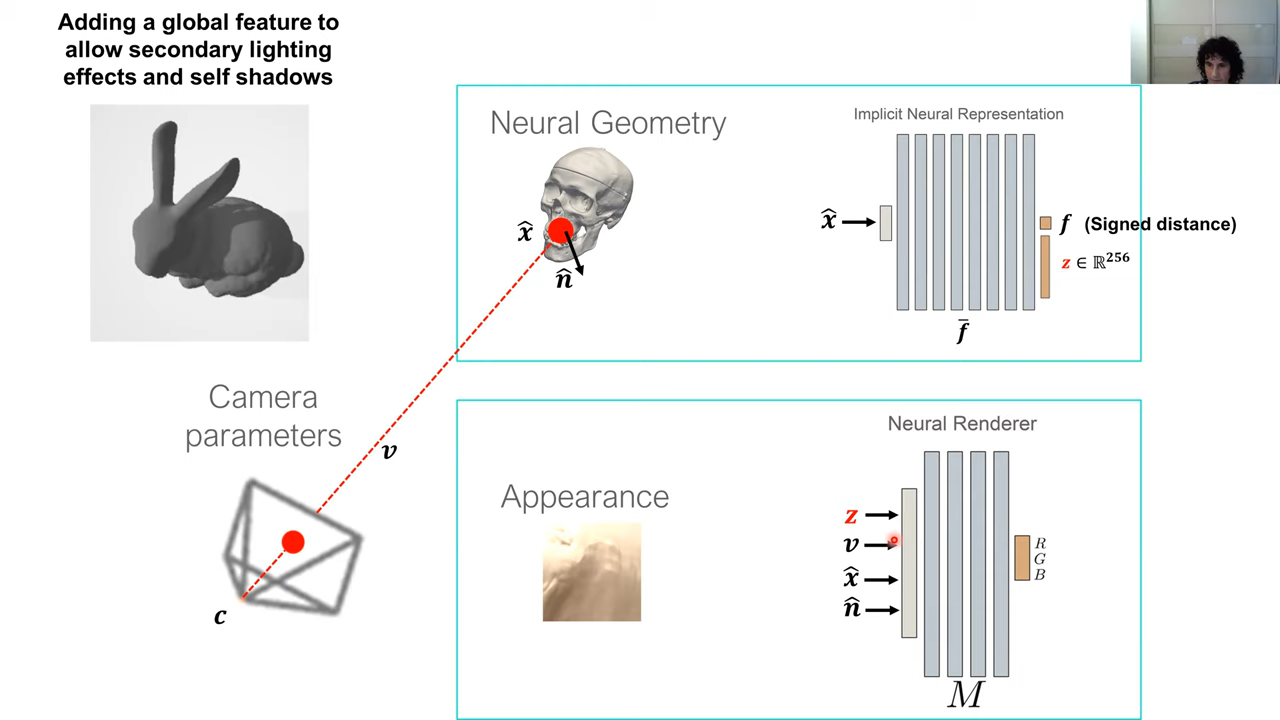 Adding a global feature to
allow secondary lighting
effects and self shadows
Neural Geometry
x̂
n̂
Implicit Neural Representation
x̂
f (Signed distance)
z ∈ ℝ²⁵⁶
f̄
Camera
parameters
v
c
Appearance
Neural Renderer
z
v
x̂
n̂
R
G
B
M